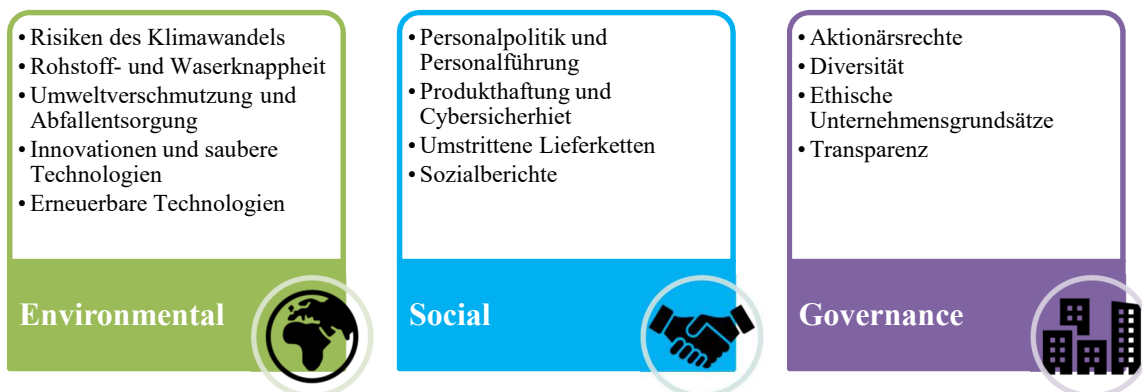 • Risiken des Klimawandels
• Rohstoff- und Waserknappheit
• Umweltverschmutzung und
Abfallentsorgung
• Innovationen und saubere
Technologien
• Erneuerbare Technologien
Environmental
• Personalpolitik und
Personalführung
• Produkthaftung und
Cybersicherhiet
• Umstrittene Lieferketten
• Sozialberichte
Social
• Aktionärsrechte
• Diversität
• Ethische
Unternehmensgrundsätze
• Transparenz
Governance